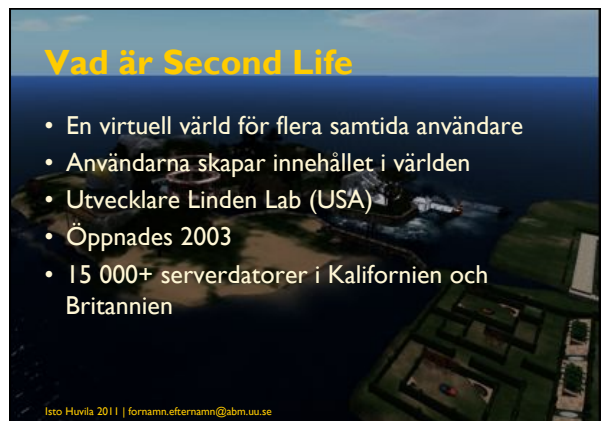 Vad är Second Life
• En virtuell värld för flera samtida användare
• Användarna skapar innehållet i världen
• Utvecklare Linden Lab (USA)
• Öppnades 2003
• 15 000+ serverdatorer i Kalifornien och
Britannien
Isto Huvila 2011 | fornamn.efternamn@abm.uu.se